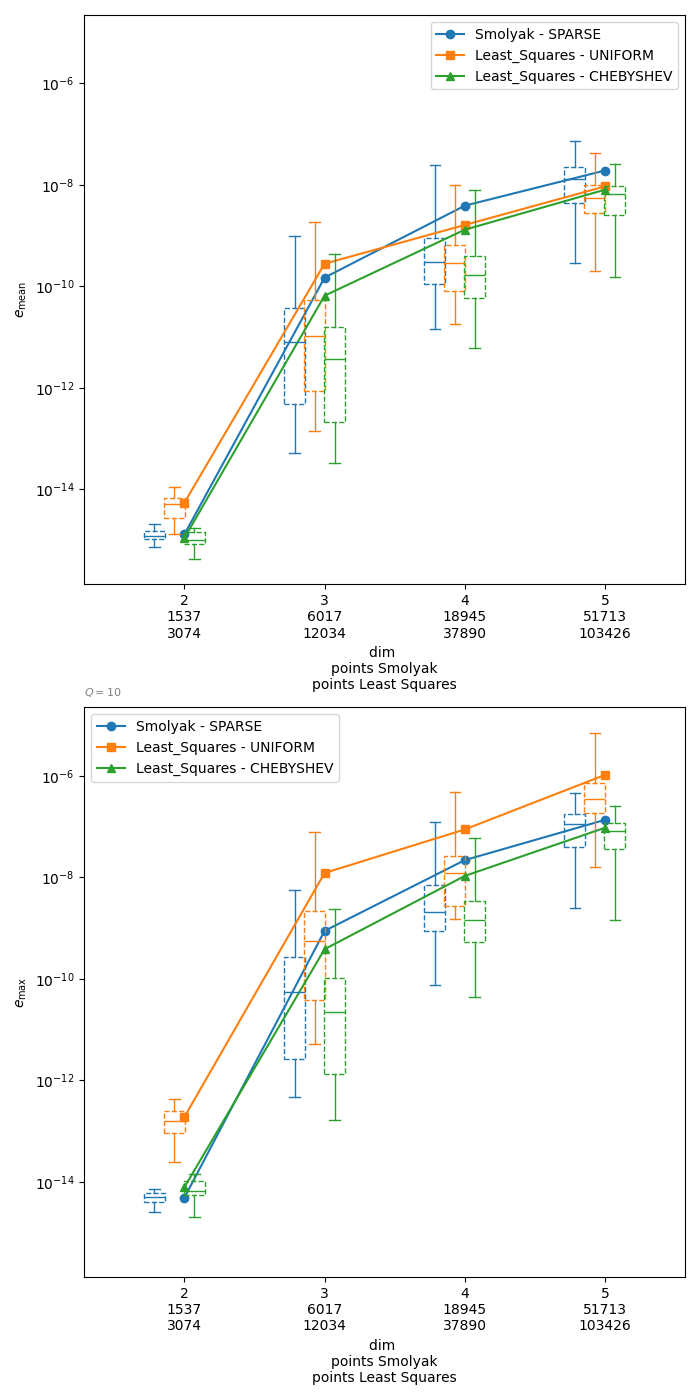 Smolyak - SPARSE
Least_Squares - UNIFORM
Least_Squares - CHEBYSHEV
10⁻⁶
10⁻⁸
10⁻¹⁰
10⁻¹²
10⁻¹⁴
e_mean
2 3 4 5
1537 6017 18945 51713
3074 12034 37890 103426
dim
points Smolyak
points Least Squares
Q = 10
Smolyak - SPARSE
Least_Squares - UNIFORM
Least_Squares - CHEBYSHEV
10⁻⁶
10⁻⁸
10⁻¹⁰
10⁻¹²
10⁻¹⁴
e_max
2 3 4 5
1537 6017 18945 51713
3074 12034 37890 103426
dim
points Smolyak
points Least Squares